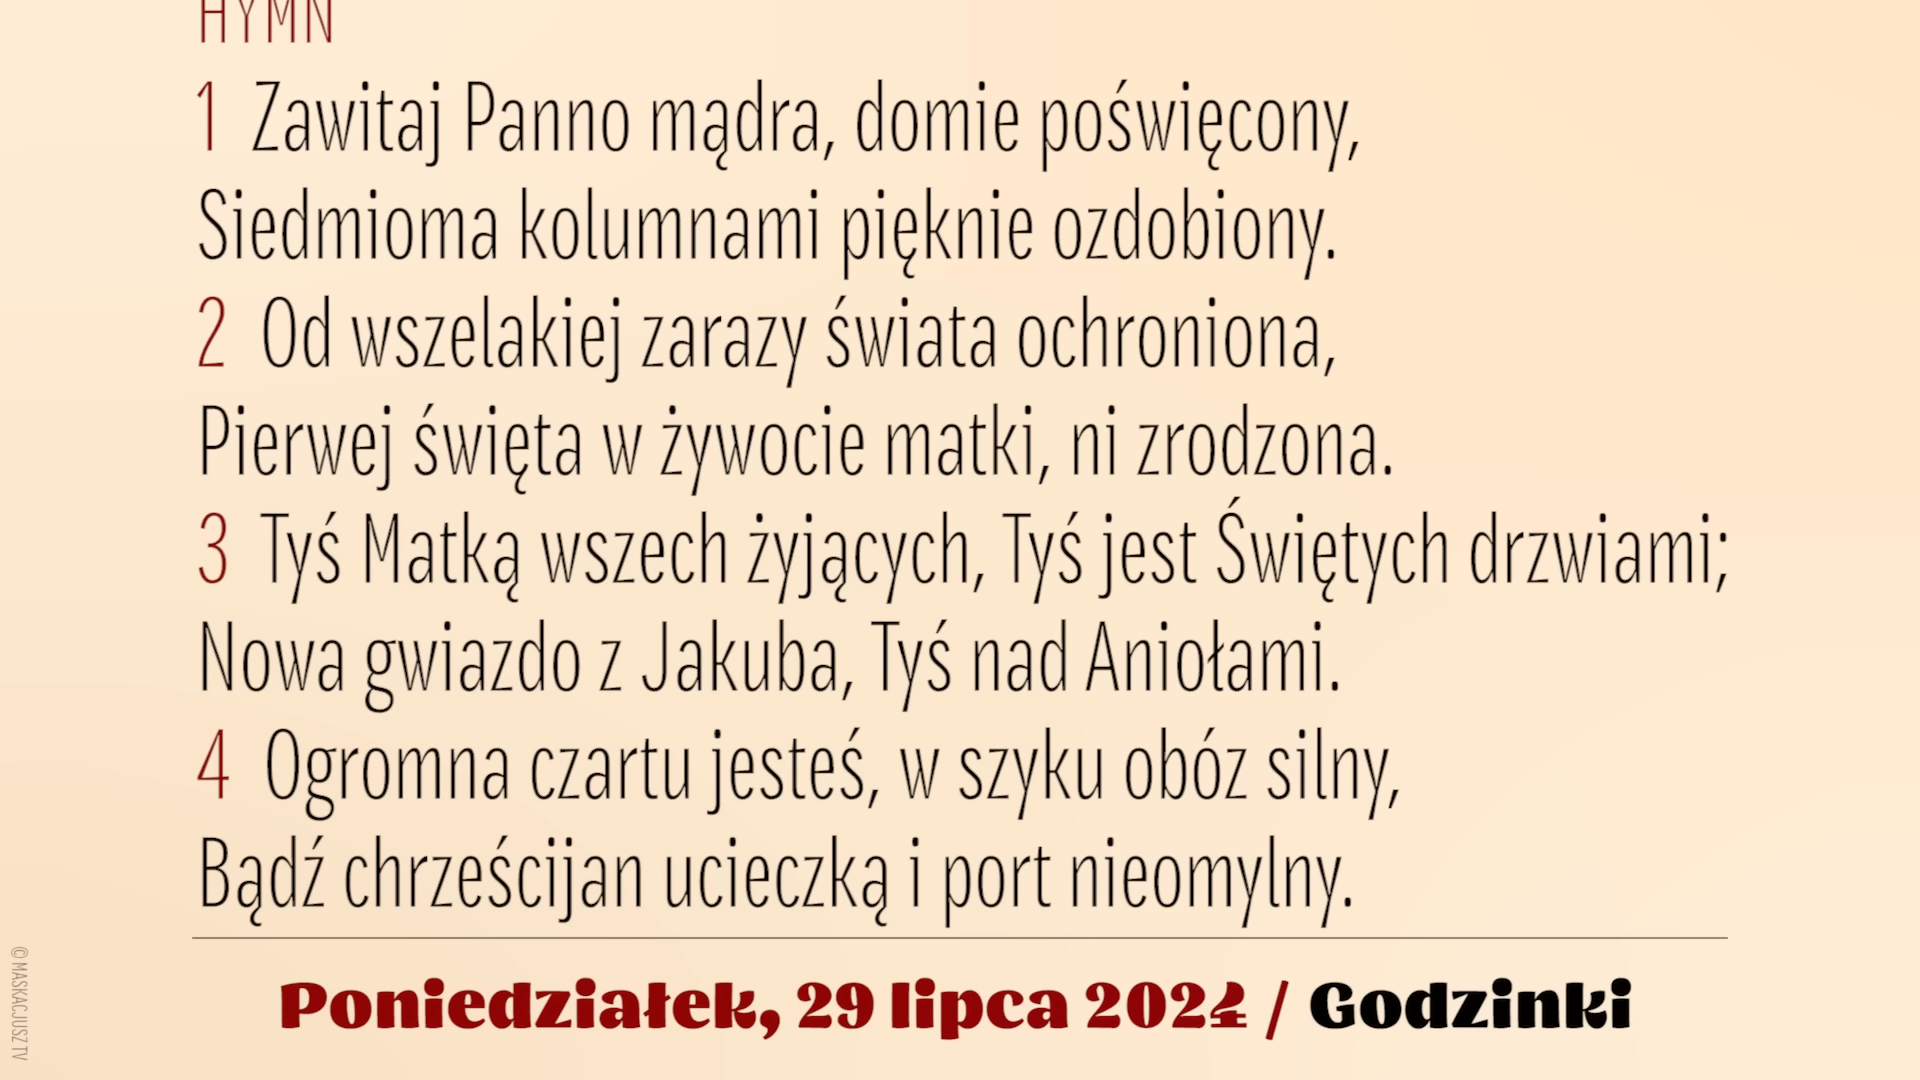 HYMN
1 Zawitaj Panno mądra, domie poświęcony,
Siedmioma kolumnami pięknie ozdobiony.
2 Od wszelakiej zarazy świata ochroniona,
Pierwej święta w żywocie matki, ni zrodzona.
3 Tyś Matką wszech żyjących, Tyś jest Świętych drzwiami;
Nowa gwiazdo z Jakuba, Tyś nad Aniołami.
4 Ogromna czartu jesteś, w szyku obóz silny,
Bądź chrześcijan ucieczką i port nieomylny.
Poniedziałek, 29 lipca 2024 / Godzinki
© MASKACJUSZ TV